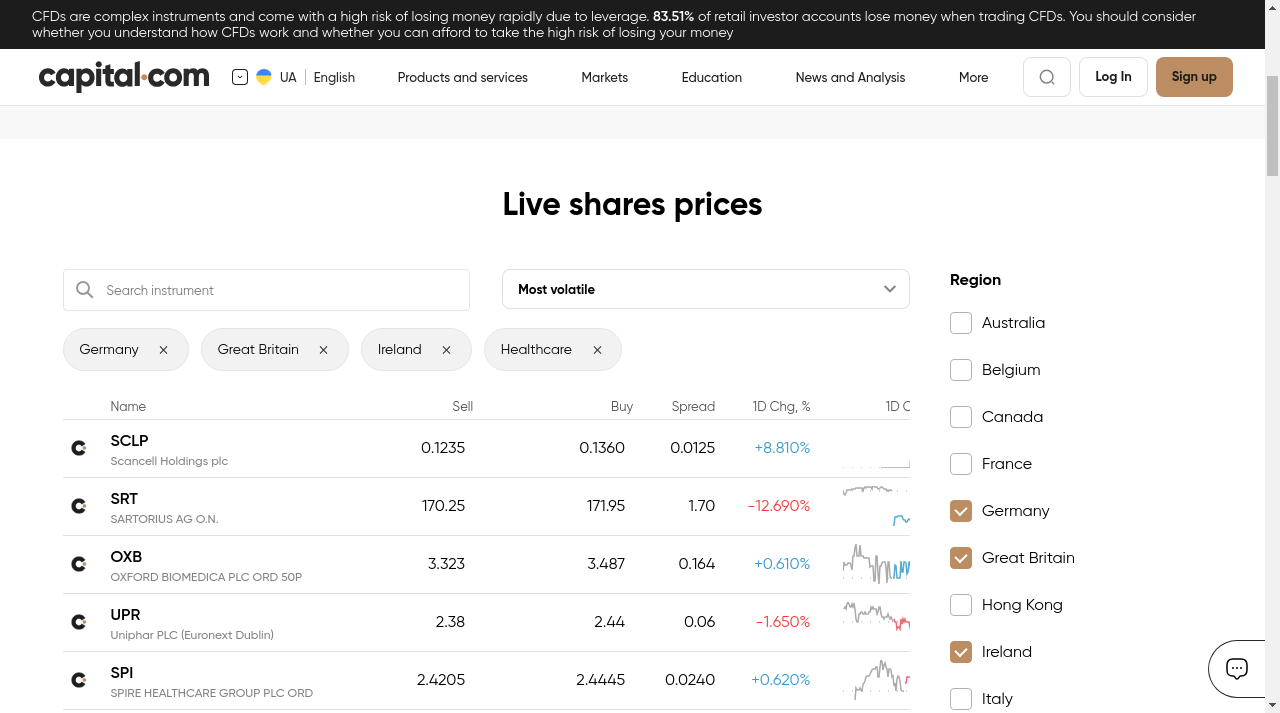 CFDs are complex instruments and come with a high risk of losing money rapidly due to leverage. 83.51% of retail investor accounts lose money when trading CFDs. You should consider
whether you understand how CFDs work and whether you can afford to take the high risk of losing your money
capital.com UA English Products and services Markets Education News and Analysis More Log In Sign up
Live shares prices
Search instrument Most volatile
Germany Great Britain Ireland Healthcare
Name Sell Buy Spread 1D Chg, % 1D C
SCLP 0.1235 0.1360 0.0125 +8.810%
Scancell Holdings plc
SRT 170.25 171.95 1.70 -12.690%
SARTORIUS AG O.N.
OXB 3.323 3.487 0.164 +0.610%
OXFORD BIOMEDICA PLC ORD 50P
UPR 2.38 2.44 0.06 -1.650%
Uniphar PLC (Euronext Dublin)
SPI 2.4205 2.4445 0.0240 +0.620%
SPIRE HEALTHCARE GROUP PLC ORD
Region
Australia
Belgium
Canada
France
Germany
Great Britain
Hong Kong
Ireland
Italy